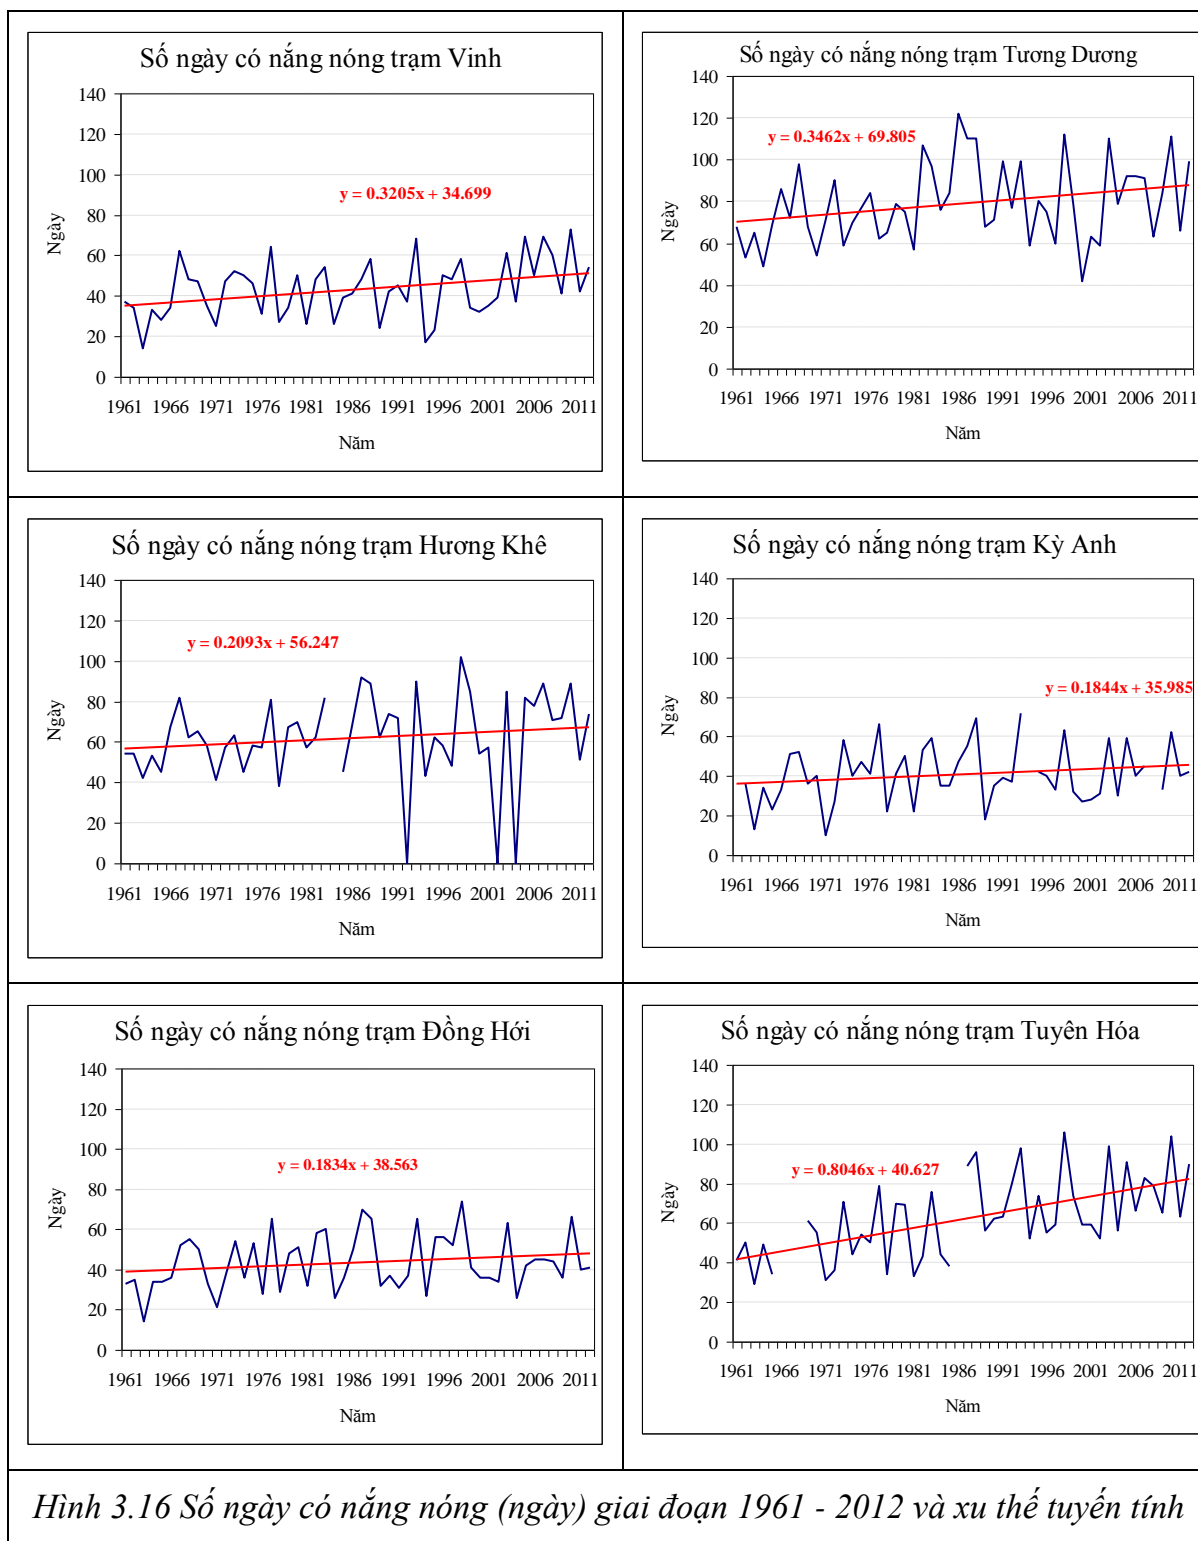 Số ngày có nắng nóng trạm Vinh
140
120
100
80
60
40
20
0
Ngày
y = 0.3205x + 34.699
1961 1966 1971 1976 1981 1986 1991 1996 2001 2006 2011
Năm
Số ngày có nắng nóng trạm Tương Dương
140
120
100
80
60
40
20
0
Ngày
y = 0.3462x + 69.805
1961 1966 1971 1976 1981 1986 1991 1996 2001 2006 2011
Năm
Số ngày có nắng nóng trạm Hương Khê
140
120
100
80
60
40
20
0
Ngày
y = 0.2093x + 56.247
1961 1966 1971 1976 1981 1986 1991 1996 2001 2006 2011
Năm
Số ngày có nắng nóng trạm Kỳ Anh
140
120
100
80
60
40
20
0
Ngày
y = 0.1844x + 35.985
1961 1966 1971 1976 1981 1986 1991 1996 2001 2006 2011
Năm
Số ngày có nắng nóng trạm Đồng Hới
140
120
100
80
60
40
20
0
Ngày
y = 0.1834x + 38.563
1961 1966 1971 1976 1981 1986 1991 1996 2001 2006 2011
Năm
Số ngày có nắng nóng trạm Tuyên Hóa
140
120
100
80
60
40
20
0
Ngày
y = 0.8046x + 40.627
1961 1966 1971 1976 1981 1986 1991 1996 2001 2006 2011
Năm
Hình 3.16 Số ngày có nắng nóng (ngày) giai đoạn 1961 - 2012 và xu thế tuyến tính